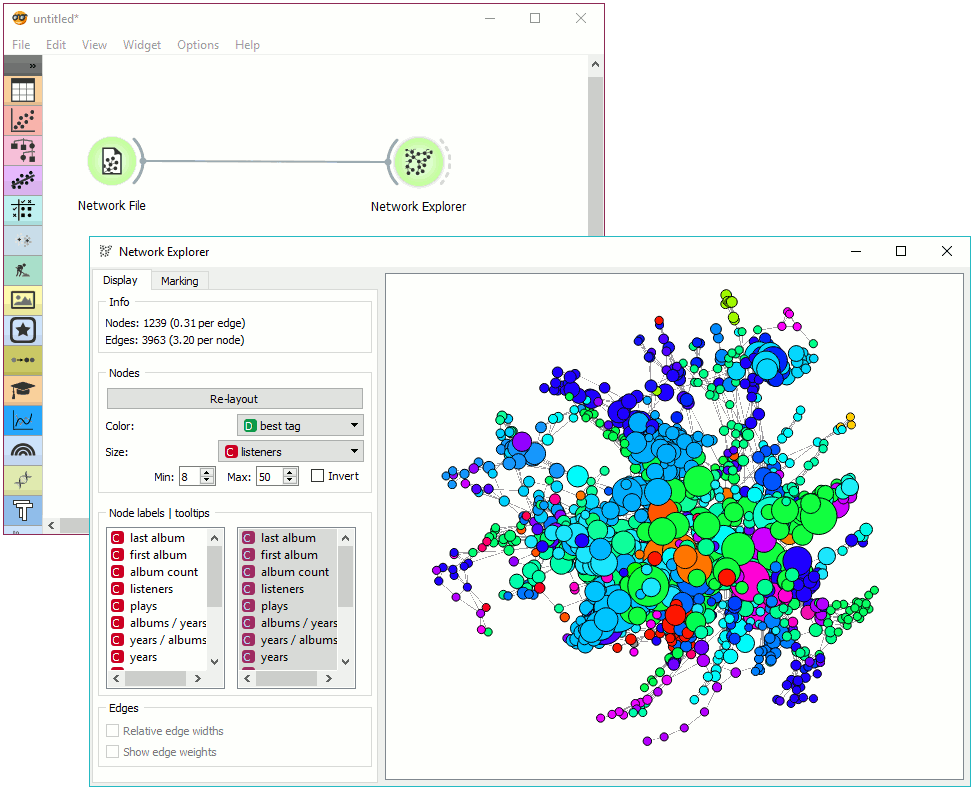 untitled*
File Edit View Widget Options Help
»
Network File
Network Explorer
Network Explorer
Display Marking
Info
Nodes: 1239 (0.31 per edge)
Edges: 3963 (3.20 per node)
Nodes
Re-layout
Color: D best tag
Size: C listeners
Min: 8 Max: 50 Invert
Node labels | tooltips
C last album C last album
C first album C first album
C album count C album count
C listeners C listeners
C plays C plays
C albums / years C albums / years
C years / albums C years / albums
C years C years
Edges
Relative edge widths
Show edge weights
T